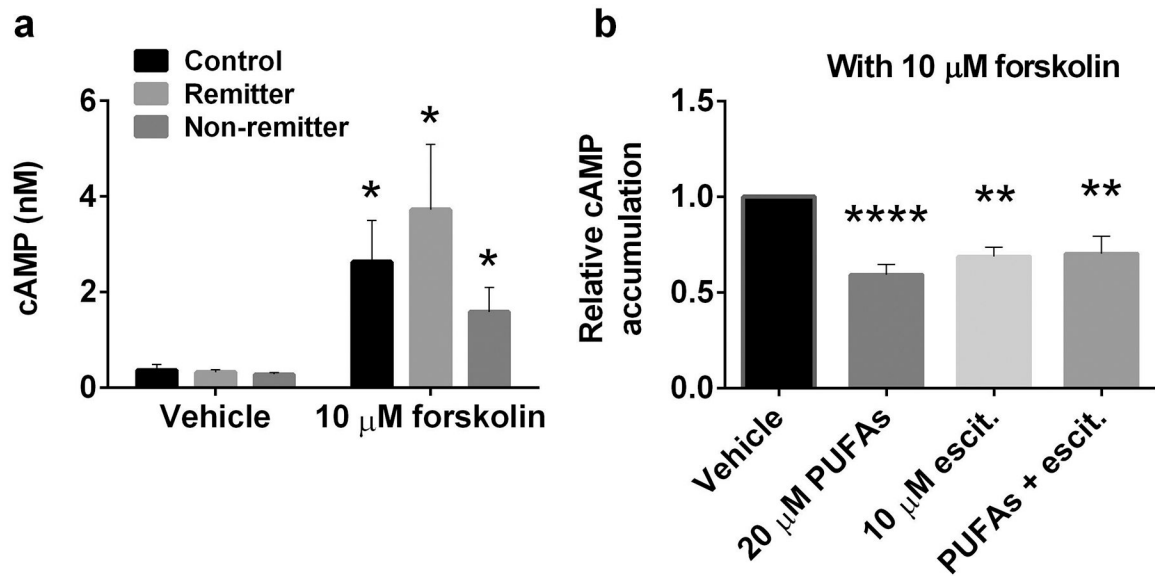 a
Control
Remitter
Non-remitter
cAMP (nM)
6
4
2
0
*
*
*
Vehicle
10 μM forskolin
b
With 10 μM forskolin
Relative cAMP
accumulation
1.5
1.0
0.5
0.0
****
**
**
Vehicle
20 μM PUFAs
10 μM escit.
PUFAs + escit.